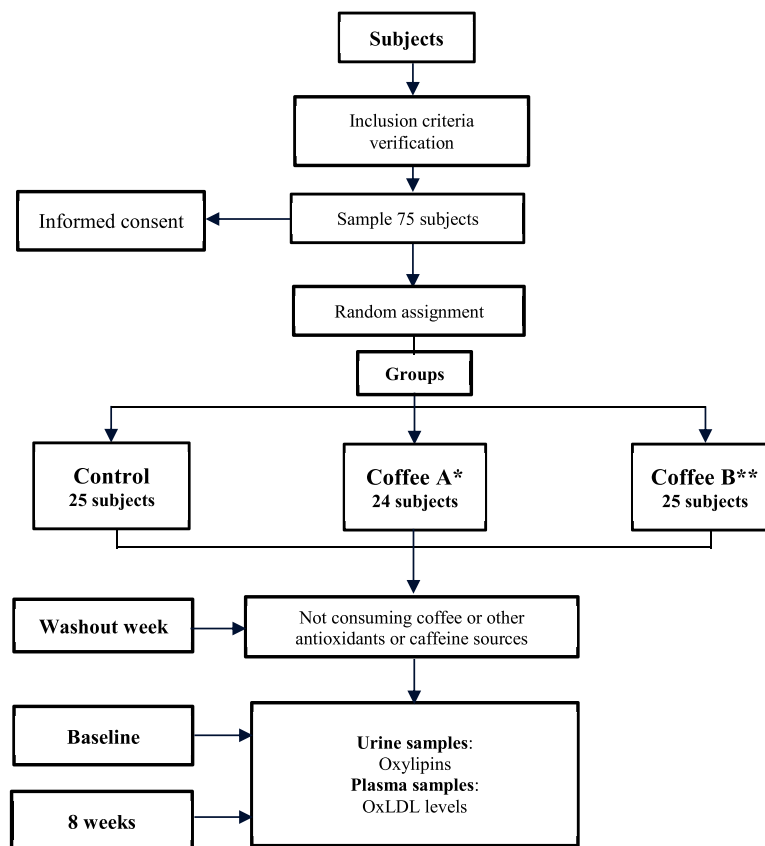 Subjects
Inclusion criteria
verification
Informed consent
Sample 75 subjects
Random assignment
Groups
Control
25 subjects
Coffee A*
24 subjects
Coffee B**
25 subjects
Washout week
Not consuming coffee or other
antioxidants or caffeine sources
Baseline
Urine samples:
Oxylipins
Plasma samples:
OxLDL levels
8 weeks